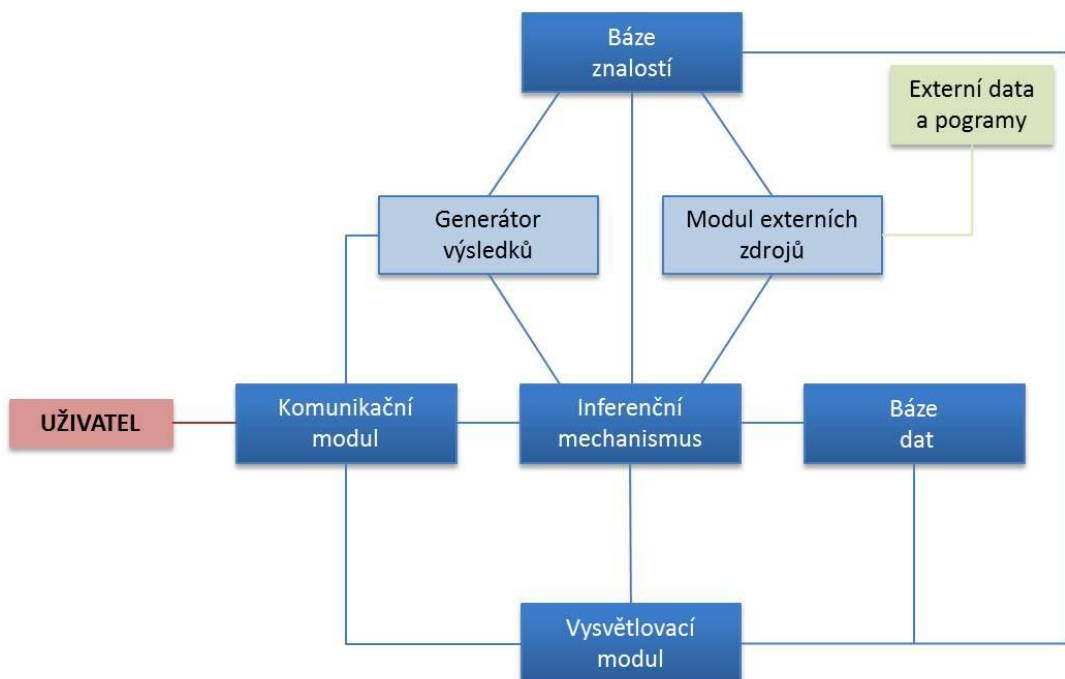 Báze
znalostí
Externí data
a pogramy
Generátor
výsledků
Modul externích
zdrojů
UŽIVATEL
Komunikační
modul
Inferenční
mechanismus
Báze
dat
Vysvětlovací
modul